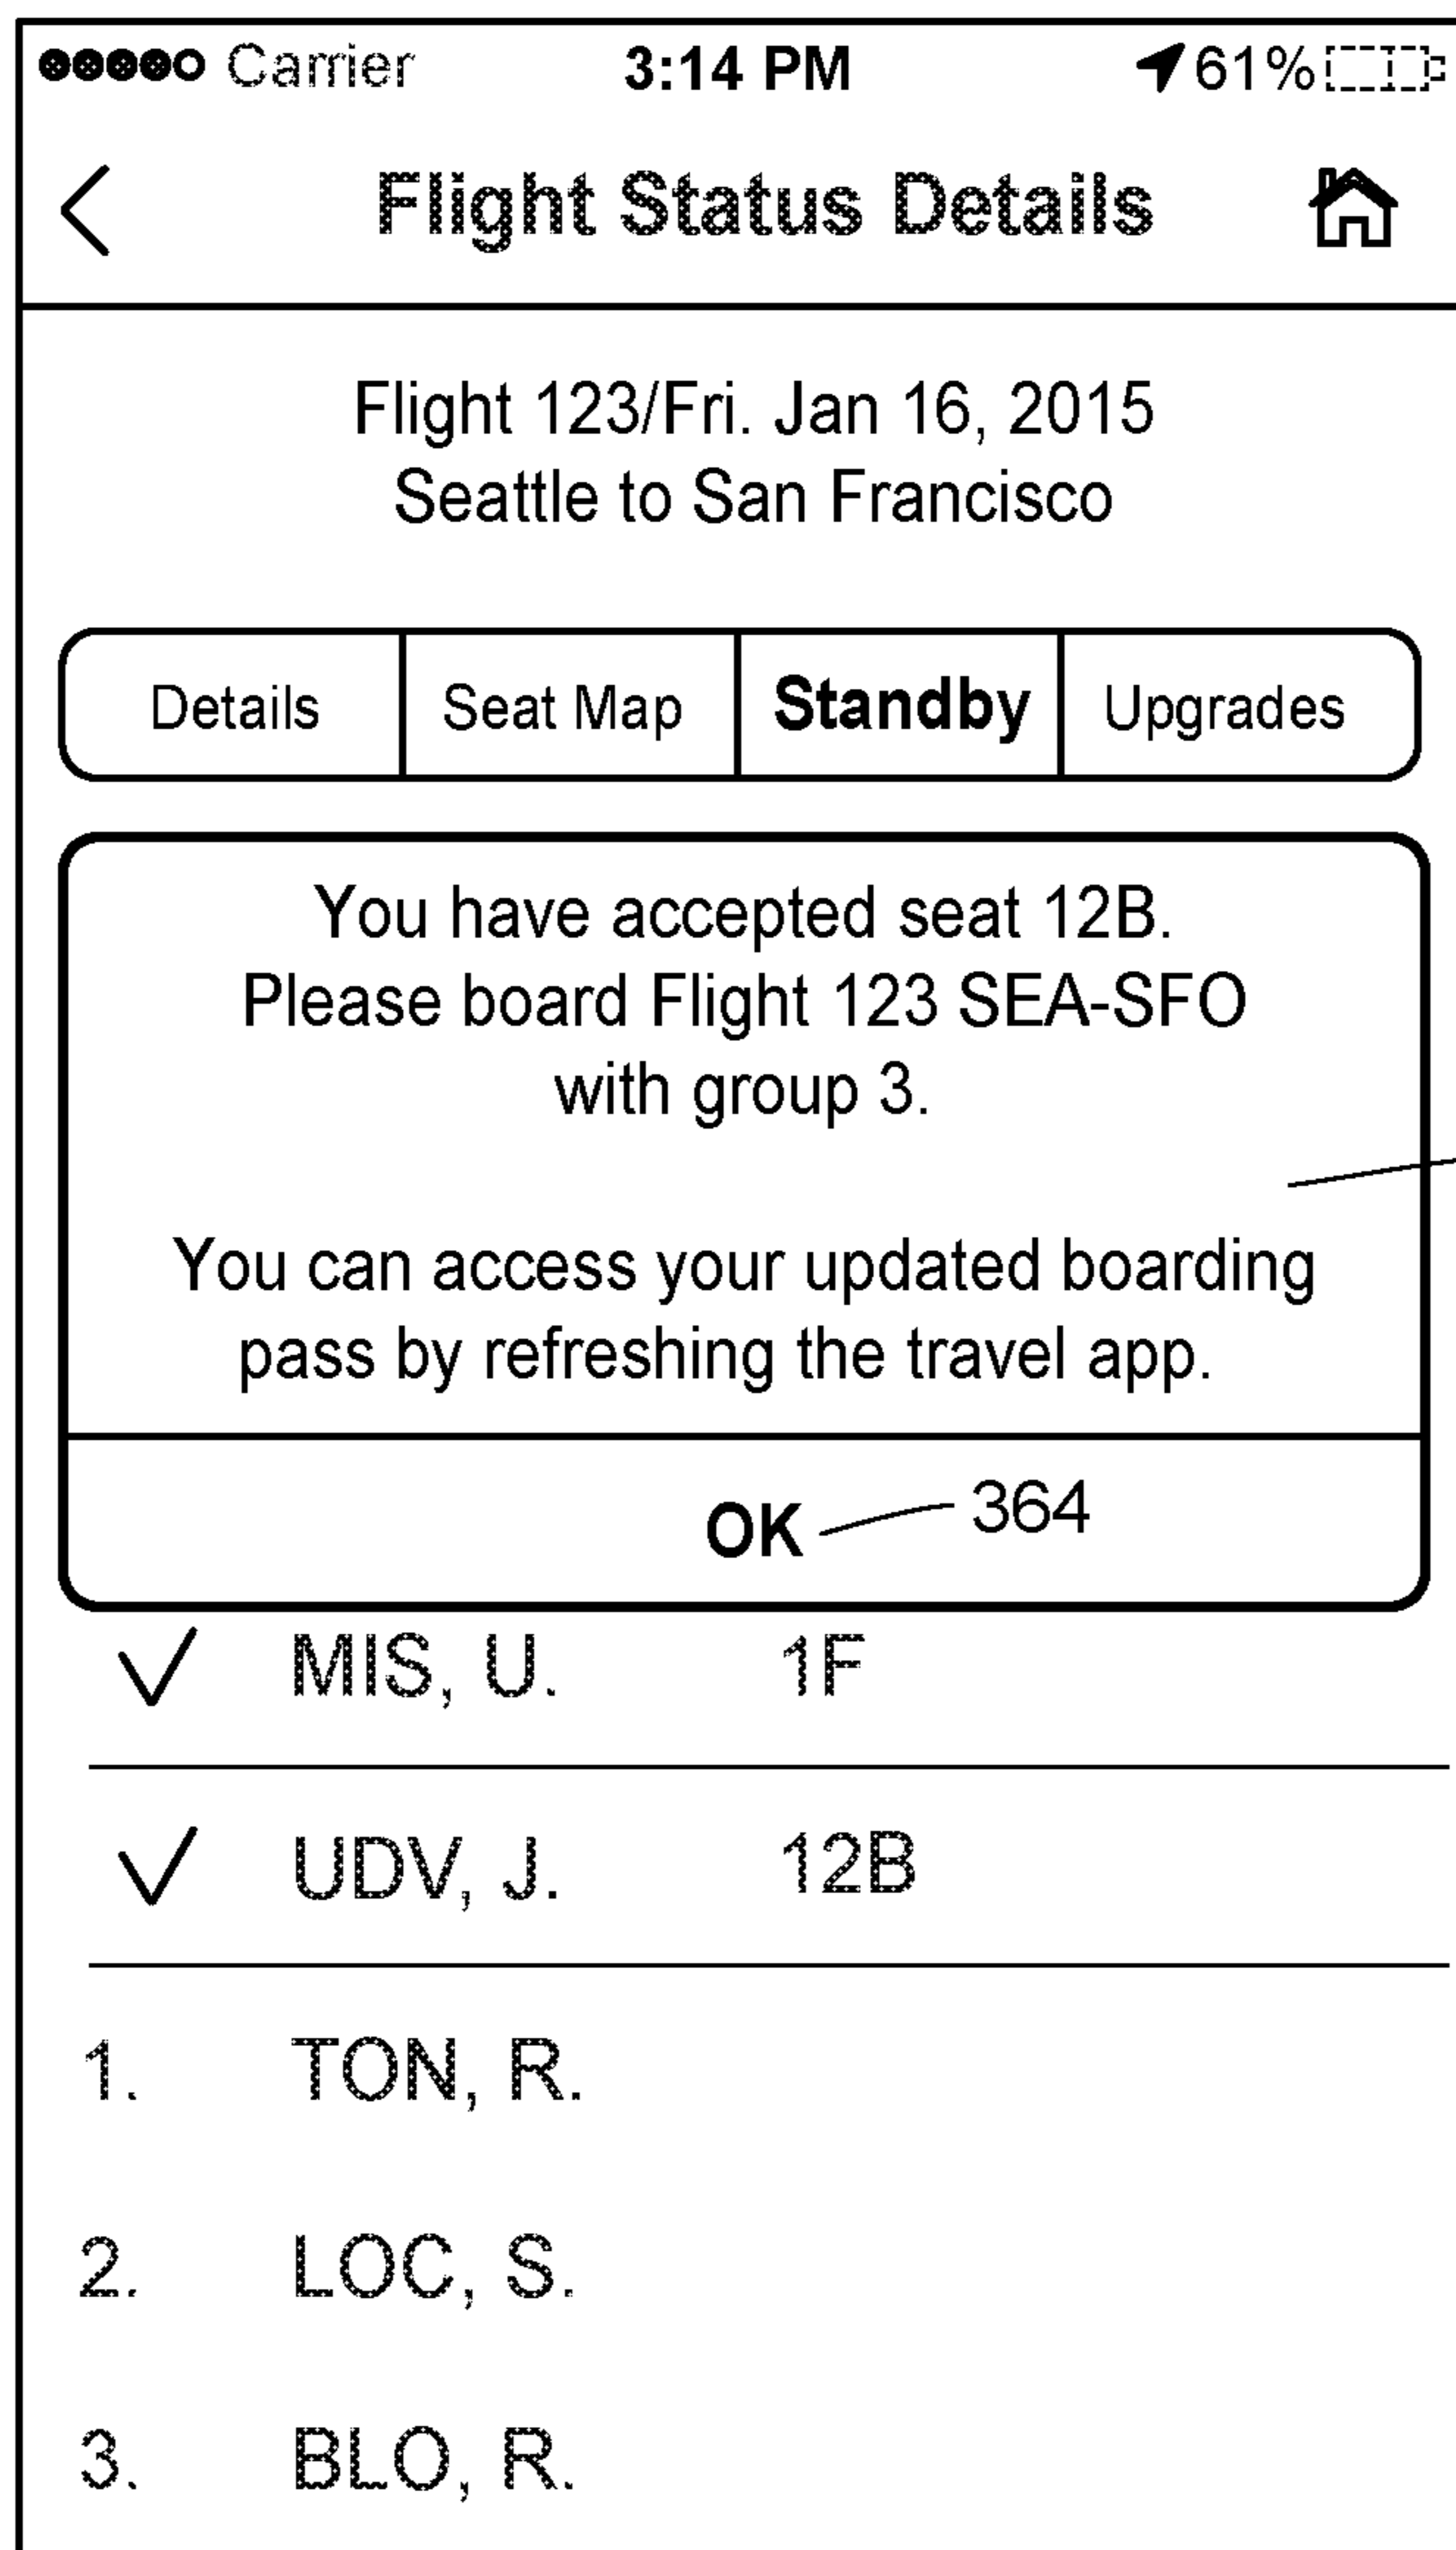 Carrier 3:14 PM 61%
Flight Status Details
Flight 123/Fri. Jan 16, 2015
Seattle to San Francisco
Details Seat Map Standby Upgrades
You have accepted seat 12B.
Please board Flight 123 SEA-SFO
with group 3.
You can access your updated boarding
pass by refreshing the travel app.
OK 364
MIS, U. 1F
UDV, J. 12B
1. TON, R.
2. LOC, S.
3. BLO, R.